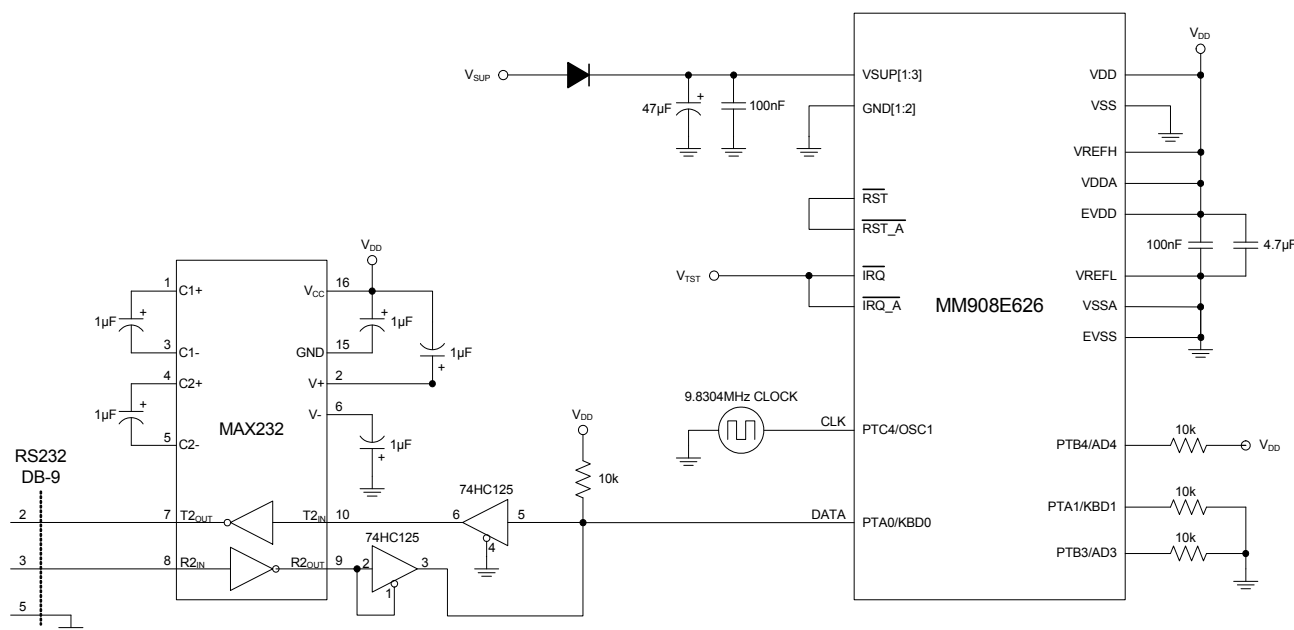 VDD
VSUP
VSUP[1:3]
VDD
47µF
+
100nF
GND[1:2]
VSS
VREFH
VDDA
RST
EVDD
RST_A
100nF
4.7µF
VDD
VTST
IRQ
VREFL
IRQ_A
MM908E626
VSSA
EVSS
1
C1+
VCC
16
1µF
+
+
1µF
3
C1-
GND
15
1µF
+
4
C2+
V+
2
1µF
+
V-
6
MAX232
5
C2-
1µF
+
9.8304MHz CLOCK
CLK
PTC4/OSC1
VDD
PTB4/AD4
10k
VDD
RS232
DB-9
10k
74HC125
PTA1/KBD1
10k
2
7
T2OUT
T2IN
10
6
5
DATA
PTA0/KBD0
4
74HC125
PTB3/AD3
10k
3
8
R2IN
R2OUT
9
2
3
1
5